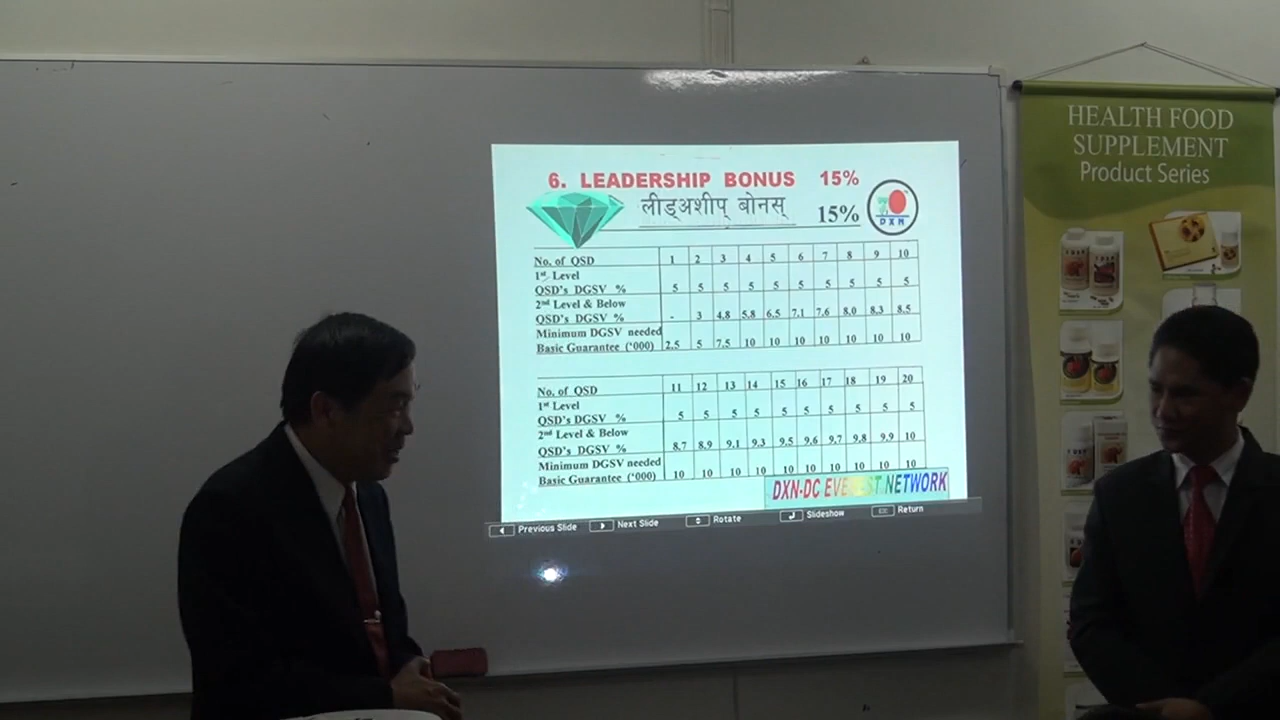 6. LEADERSHIP BONUS 15%
लीड्अशीप् बोनस् 15%
DXN
No. of QSD 1 2 3 4 5 6 7 8 9 10
1st Level
QSD's DGSV % 5 5 5 5 5 5 5 5 5 5
2nd Level & Below
QSD's DGSV % - 3 4.8 5.8 6.5 7.1 7.6 8.0 8.3 8.5
Minimum DGSV needed
Basic Guarantee ('000) 2.5 5 7.5 10 10 10 10 10 10 10
No. of QSD 11 12 13 14 15 16 17 18 19 20
1st Level
QSD's DGSV % 5 5 5 5 5 5 5 5 5 5
2nd Level & Below
QSD's DGSV % 8.7 8.9 9.1 9.3 9.5 9.6 9.7 9.8 9.9 10
Minimum DGSV needed
Basic Guarantee ('000) 10 10 10 10 10 10 10 10 10 10
DXN-DC EVEREST NETWORK
Previous Slide Next Slide Rotate Slideshow Return
HEALTH FOOD
SUPPLEMENT
Product Series